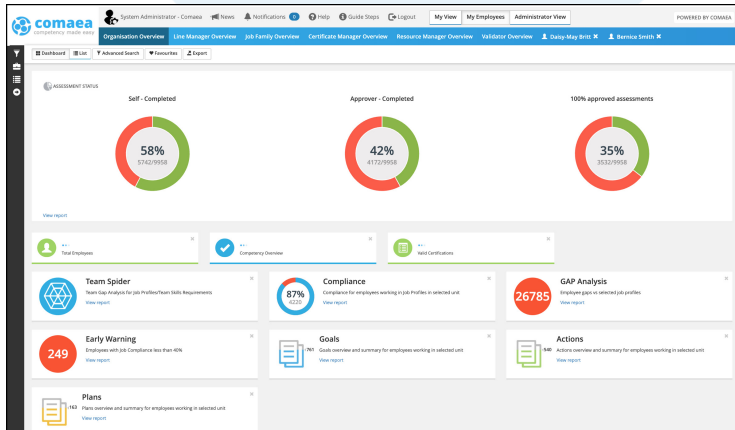 comaea
competency made easy
System Administrator - Comaea News Notifications: 0 Help Guide Steps Logout My View My Employees Administrator View POWERED BY COMAEA
Organisation Overview Line Manager Overview Job Family Overview Certificate Manager Overview Resource Manager Overview Validator Overview Daisy-May Britt Bernice Smith
Dashboard List Advanced Search Favourites Export
ASSESSMENT STATUS
Self - Completed Approver - Completed 100% approved assessments
58% 42% 35%
5742/9958 4172/9958 3532/9958
View report
Total Employees Competency Overview Valid Certifications
Team Spider
Team Gap Analysis for Job Profiles/Team Skills Requirements
View report
87%
4220
Compliance
Compliance for employees working in Job Profiles in selected unit
View report
26785
GAP Analysis
Employee gaps vs selected job profiles
View report
249
Early Warning
Employees with Job Compliance less than 40%
View report
761
Goals
Goals overview and summary for employees working in selected unit
View report
540
Actions
Actions overview and summary for employees working in selected unit
View report
163
Plans
Plans overview and summary for employees working in selected unit
View report